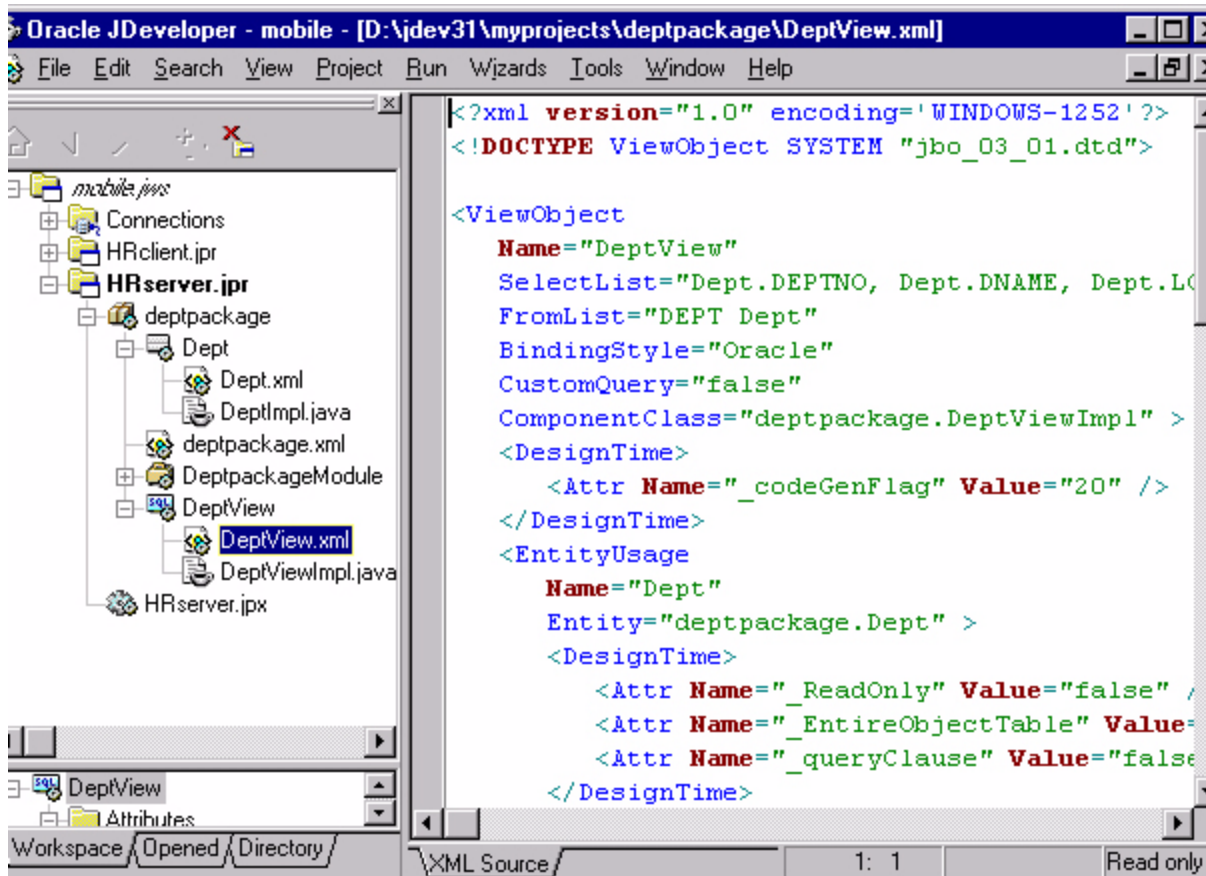 Oracle JDeveloper - mobile - [D:\jdev31\myprojects\deptpackage\DeptView.xml]
File Edit Search View Project Run Wizards Tools Window Help
mobile.jws
Connections
HRclient.jpr
HRserver.jpr
deptpackage
Dept
Dept.xml
DeptImpl.java
deptpackage.xml
DeptpackageModule
SQL DeptView
DeptView.xml
DeptViewImpl.java
HRserver.jpx
SQL DeptView
Attributes
Workspace Opened Directory
<?xml version="1.0" encoding='WINDOWS-1252'?>
<!DOCTYPE ViewObject SYSTEM "jbo_03_01.dtd">
<ViewObject
Name="DeptView"
SelectList="Dept.DEPTNO, Dept.DNAME, Dept.LO
FromList="DEPT Dept"
BindingStyle="Oracle"
CustomQuery="false"
ComponentClass="deptpackage.DeptViewImpl" >
<DesignTime>
<Attr Name="_codeGenFlag" Value="20" />
</DesignTime>
<EntityUsage
Name="Dept"
Entity="deptpackage.Dept" >
<DesignTime>
<Attr Name="_ReadOnly" Value="false" /
<Attr Name="_EntireObjectTable" Value=
<Attr Name="_queryClause" Value="false
</DesignTime>
XML Source 1: 1 Read only